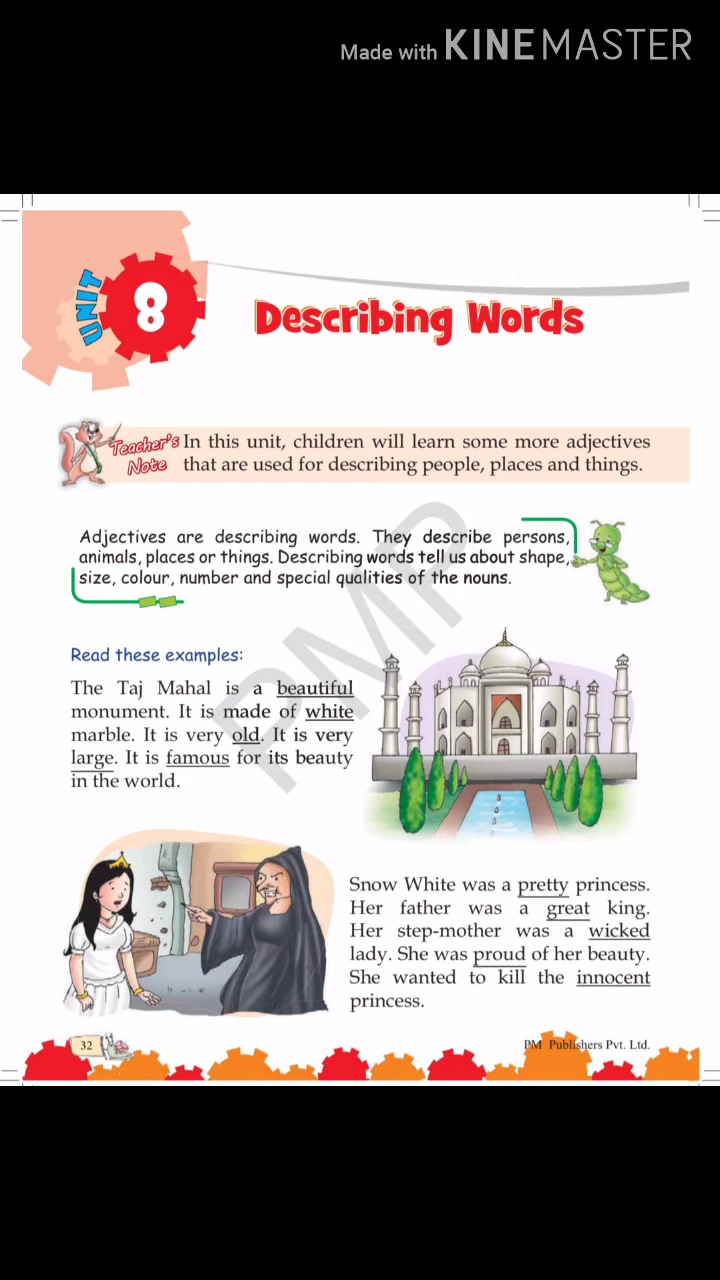 Made with KINEMASTER
UNIT
8
Describing Words
Teacher's
Note
In this unit, children will learn some more adjectives
that are used for describing people, places and things.
Adjectives are describing words. They describe persons,
animals, places or things. Describing words tell us about shape,
size, colour, number and special qualities of the nouns.
PMP
Read these examples:
The Taj Mahal is a beautiful
monument. It is made of white
marble. It is very old. It is very
large. It is famous for its beauty
in the world.
Snow White was a pretty princess.
Her father was a great king.
Her step-mother was a wicked
lady. She was proud of her beauty.
She wanted to kill the innocent
princess.
32
PM Publishers Pvt. Ltd.